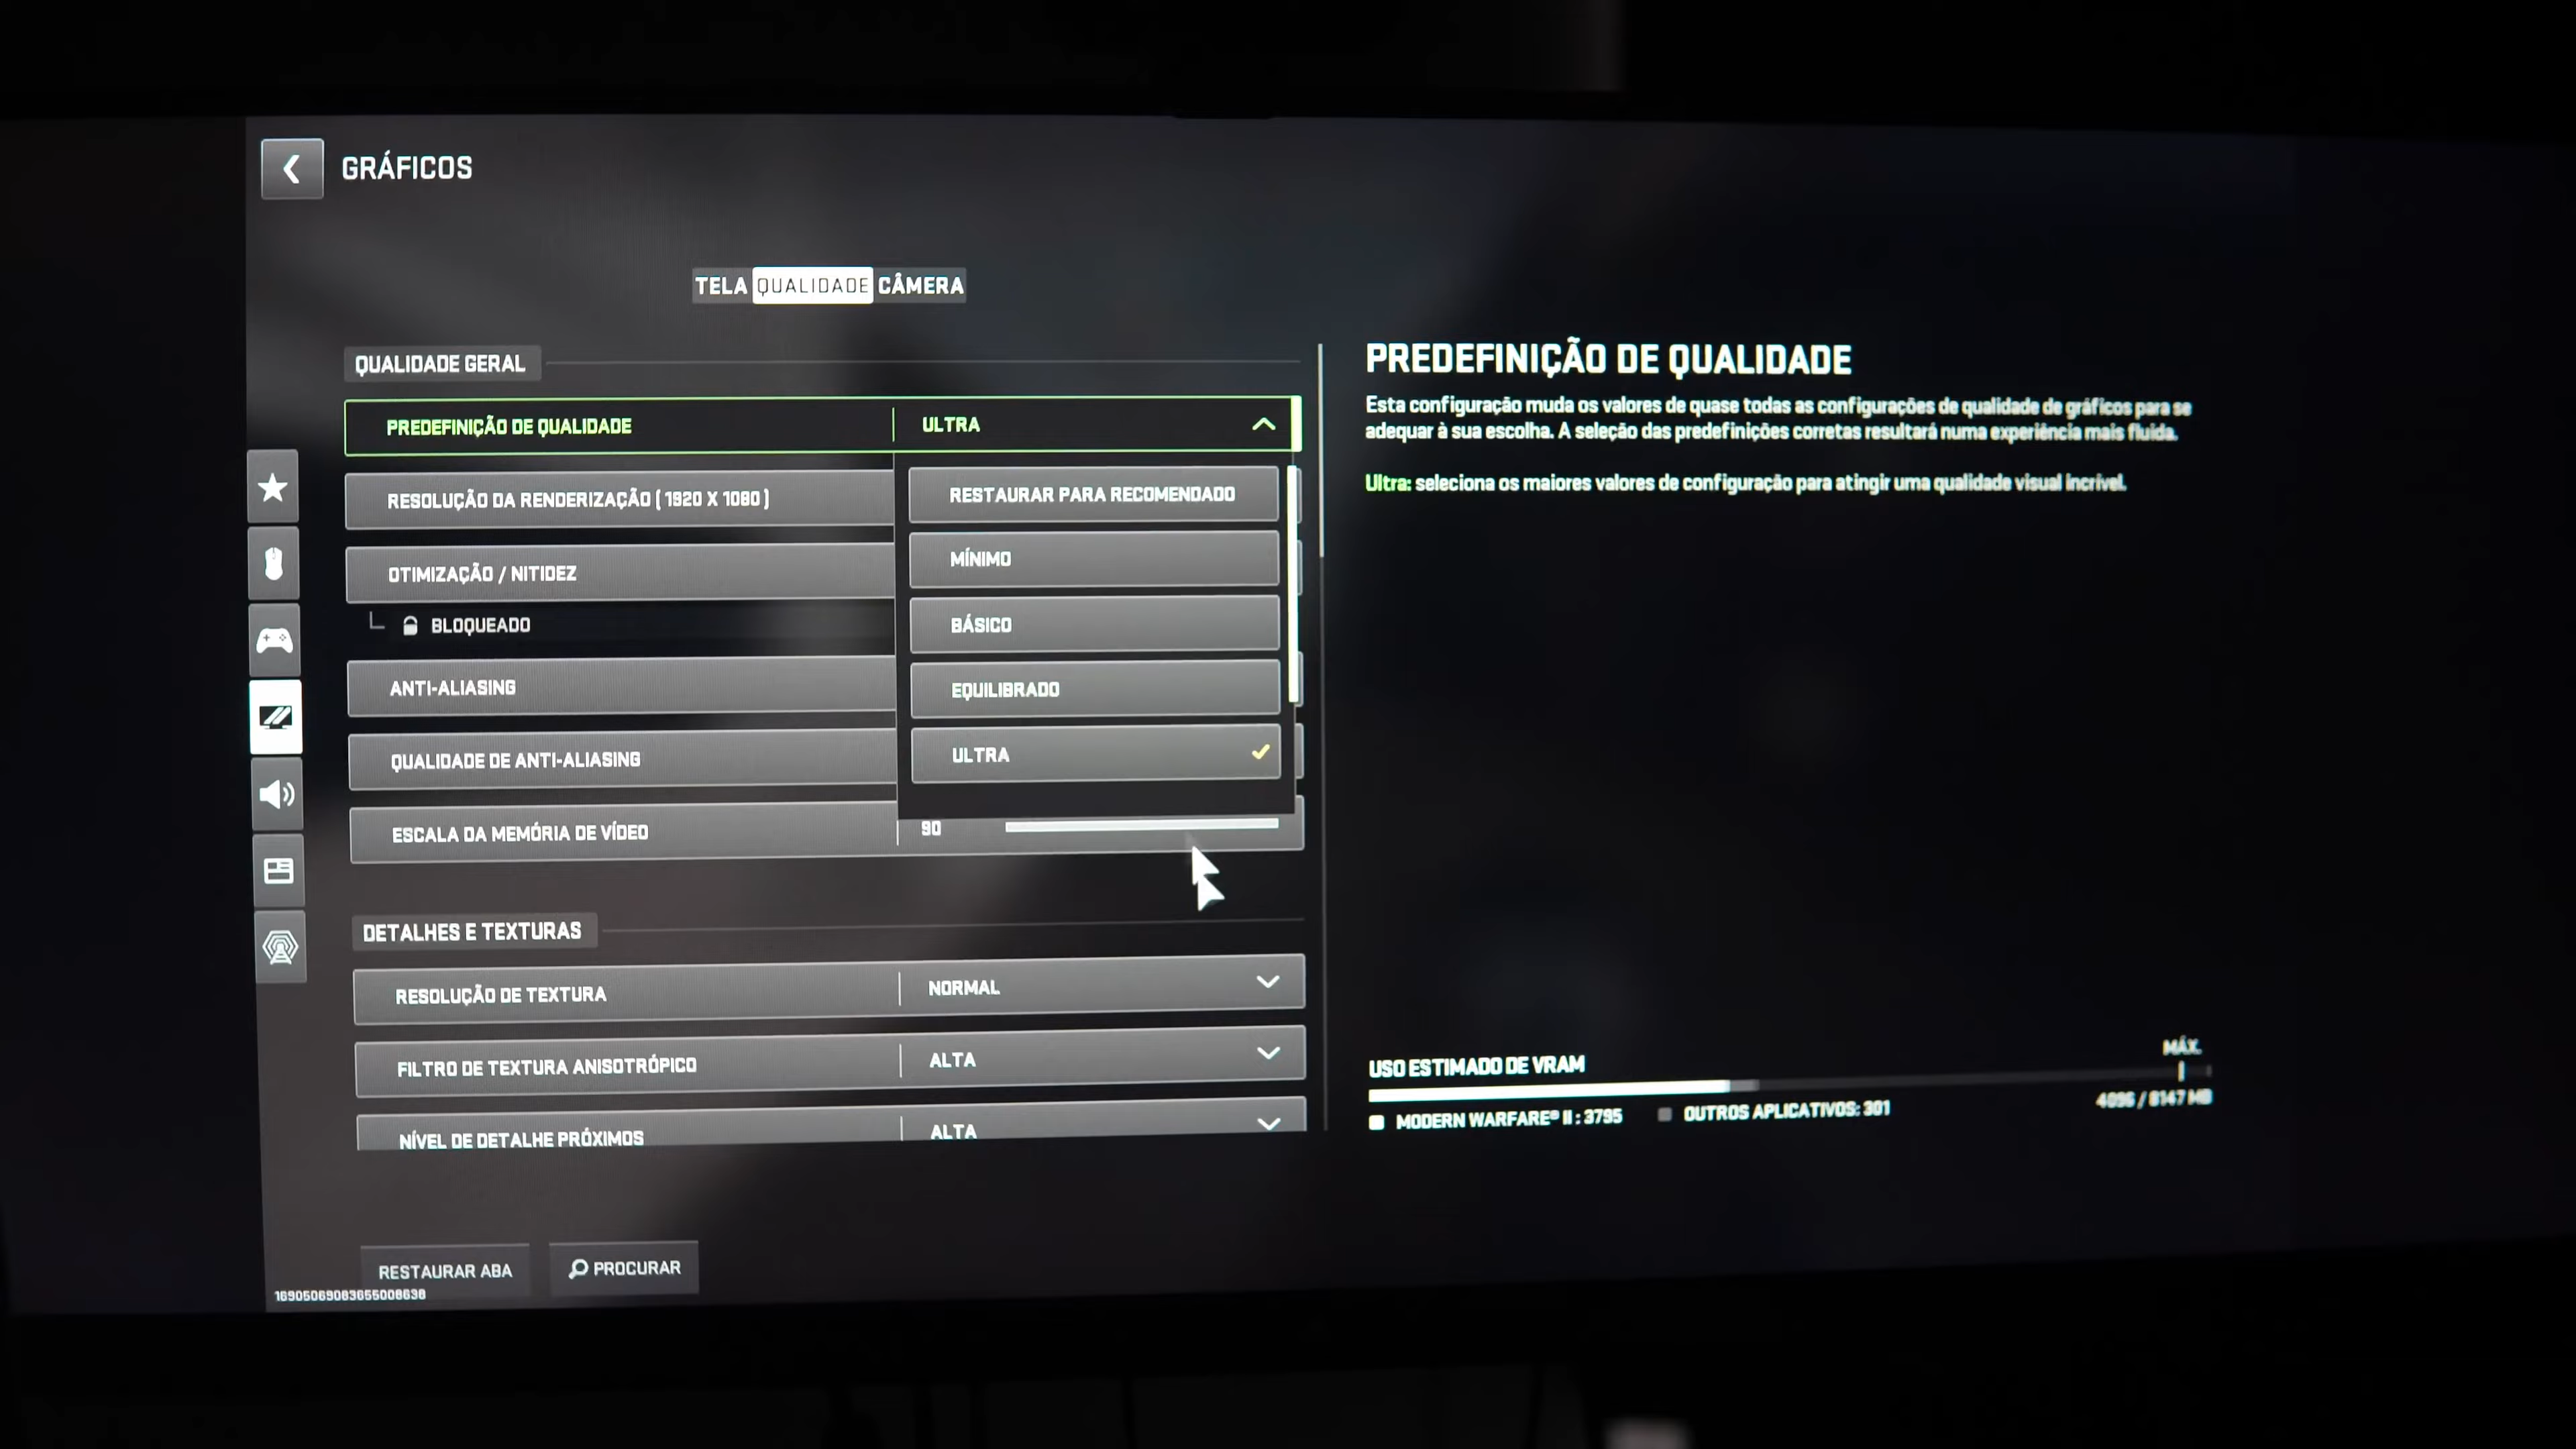 GRÁFICOS
TELA QUALIDADE CÂMERA
QUALIDADE GERAL
PREDEFINIÇÃO DE QUALIDADE ULTRA
RESTAURAR PARA RECOMENDADO
RESOLUÇÃO DA RENDERIZAÇÃO ( 1920 X 1080 )
MÍNIMO
OTIMIZAÇÃO / NITIDEZ
BÁSICO
BLOQUEADO
EQUILIBRADO
ANTI-ALIASING
ULTRA
QUALIDADE DE ANTI-ALIASING
ESCALA DA MEMÓRIA DE VÍDEO 90
DETALHES E TEXTURAS
RESOLUÇÃO DE TEXTURA NORMAL
FILTRO DE TEXTURA ANISOTRÓPICO ALTA
NÍVEL DE DETALHE PRÓXIMOS ALTA
RESTAURAR ABA PROCURAR
16905069083655008638
PREDEFINIÇÃO DE QUALIDADE
Esta configuração muda os valores de quase todas as configurações de qualidade de gráficos para se
adequar à sua escolha. A seleção das predefinições corretas resultará numa experiência mais fluida.
Ultra: seleciona os maiores valores de configuração para atingir uma qualidade visual incrível.
MÁX.
USO ESTIMADO DE VRAM
4096 / 8147 MB
MODERN WARFARE® II : 3795 OUTROS APLICATIVOS: 301